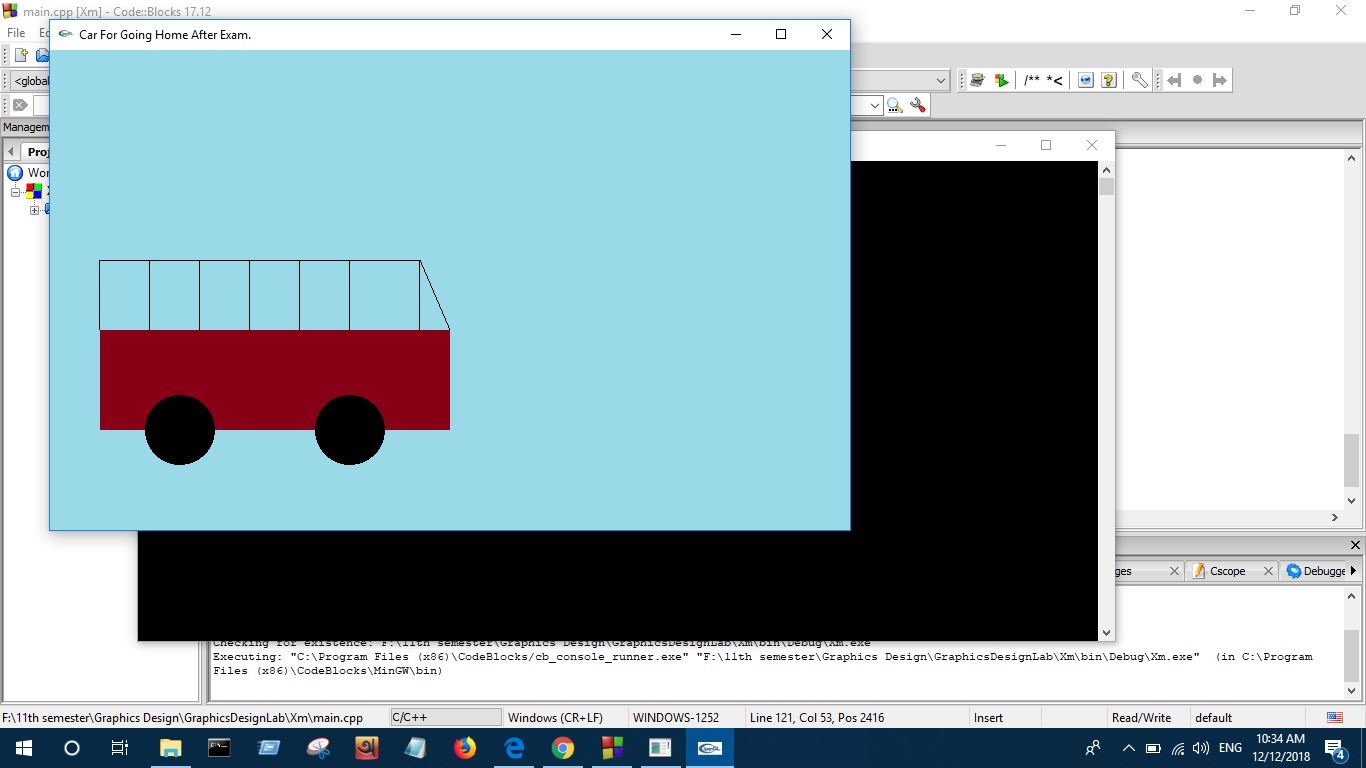 main.cpp [Xm] - Code::Blocks 17.12
Car For Going Home After Exam.
File
<global
/** *<
Managem
Proj
Wor
ges
Cscope
Debugge
Checking for existence: F:\11th semester\Graphics Design\GraphicsDesignLab\Xm\bin\Debug\Xm.exe
Executing: "C:\Program Files (x86)\CodeBlocks/cb_console_runner.exe" "F:\11th semester\Graphics Design\GraphicsDesignLab\Xm\bin\Debug\Xm.exe"  (in C:\Program
Files (x86)\CodeBlocks\MinGW\bin)
F:\11th semester\Graphics Design\GraphicsDesignLab\Xm\main.cpp C/C++ Windows (CR+LF) WINDOWS-1252 Line 121, Col 53, Pos 2416 Insert Read/Write default
ENG
10:34 AM
12/12/2018
4